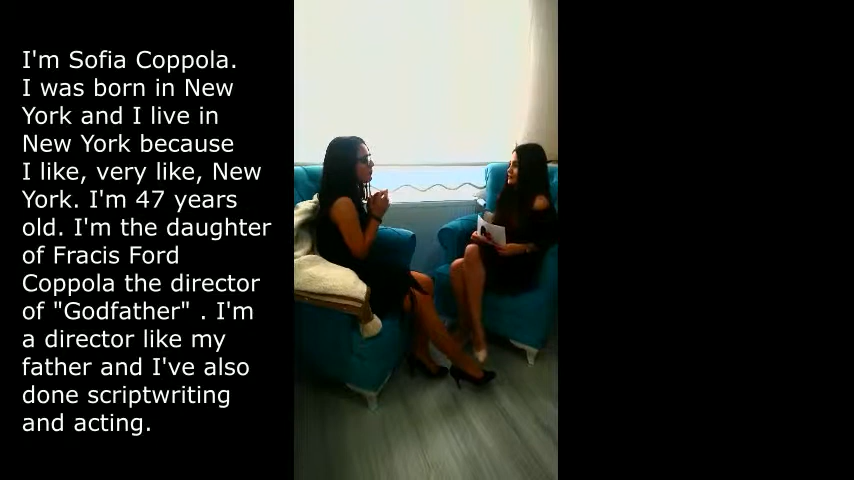 I'm Sofia Coppola.
I was born in New
York and I live in
New York because
I like, very like, New
York. I'm 47 years
old. I'm the daughter
of Fracis Ford
Coppola the director
of "Godfather" . I'm
a director like my
father and I've also
done scriptwriting
and acting.